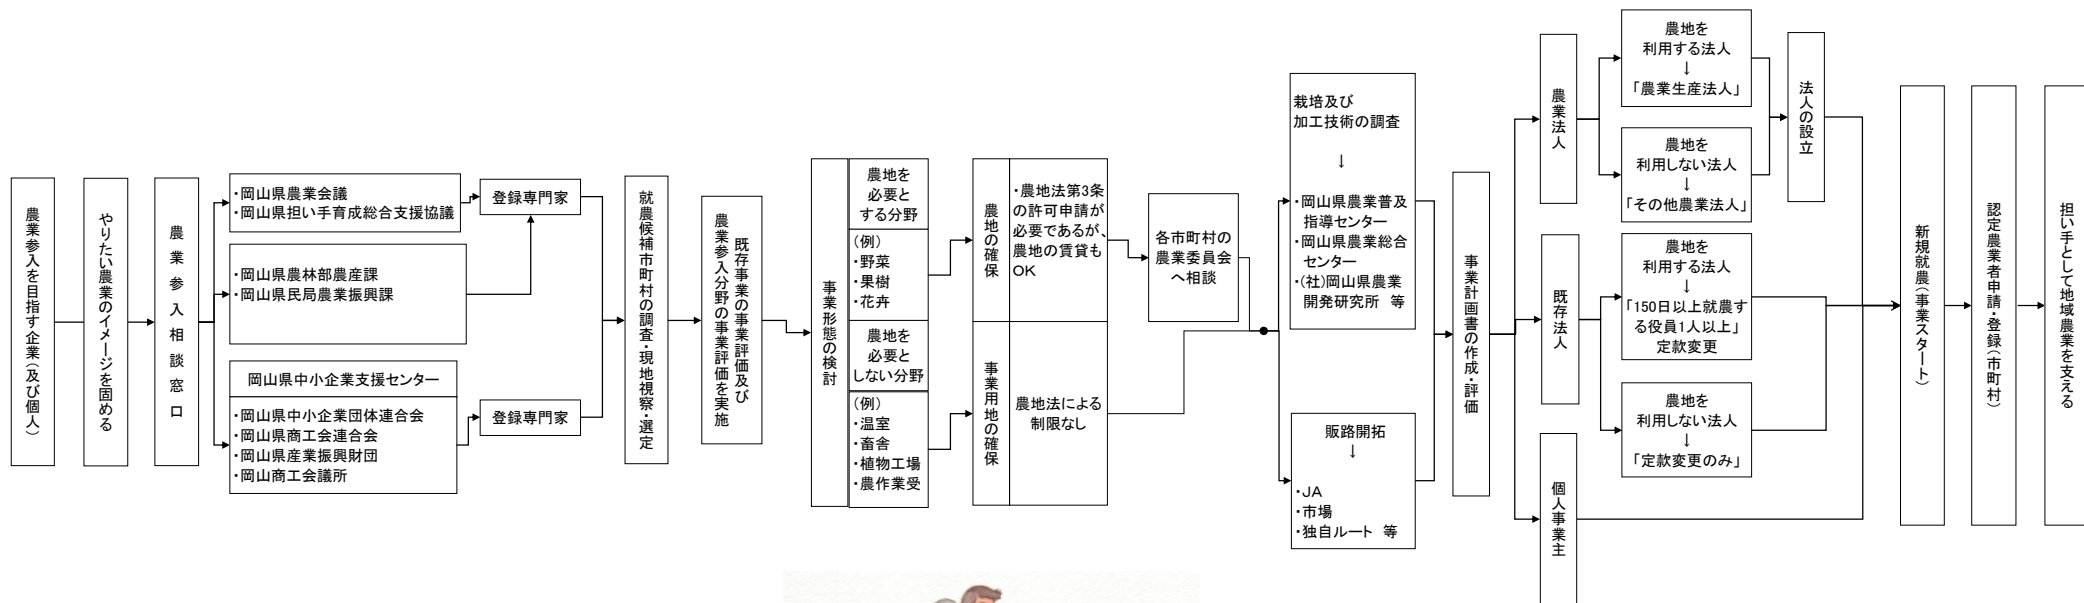 農業参入を目指す企業(及び個人)
やりたい農業のイメージを固める
農業参入相談窓口
・岡山県農業会議
・岡山県担い手育成総合支援協議
登録専門家
・岡山県農林部農産課
・岡山県民局農業振興課
岡山県中小企業支援センター
・岡山県中小企業団体連合会
・岡山県商工会連合会
・岡山県産業振興財団
・岡山商工会議所
登録専門家
就農候補市町村の調査・現地視察・選定
既存事業の事業評価及び
農業参入分野の事業評価を実施
事業形態の検討
農地を
必要と
する分野
(例)
・野菜
・果樹
・花卉
農地を
必要と
しない分野
(例)
・温室
・畜舎
・植物工場
・農作業受
農地の確保
・農地法第3条
の許可申請が
必要であるが、
農地の賃貸も
OK
事業用地の確保
農地法による
制限なし
各市町村の
農業委員会
へ相談
栽培及び
加工技術の調査
↓
・岡山県農業普及
指導センター
・岡山県農業総合
センター
・(社)岡山県農業
開発研究所 等
販路開拓
↓
・JA
・市場
・独自ルート 等
事業計画書の作成・評価
農業法人
農地を
利用する法人
↓
「農業生産法人」
農地を
利用しない法人
↓
「その他農業法人」
法人の設立
既存法人
農地を
利用する法人
↓
「150日以上就農す
る役員1人以上」
定款変更
農地を
利用しない法人
↓
「定款変更のみ」
個人事業主
新規就農(事業スタート)
認定農業者申請・登録(市町村)
担い手として地域農業を支える